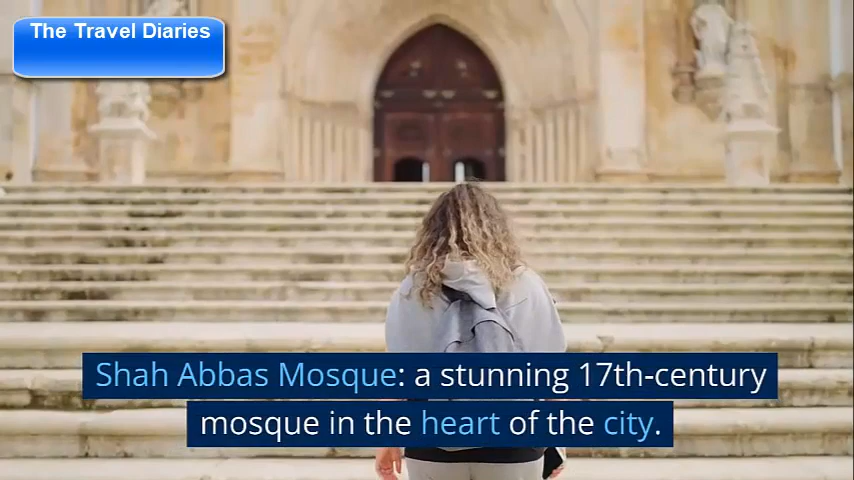 The Travel Diaries
Shah Abbas Mosque: a stunning 17th-century
mosque in the heart of the city.